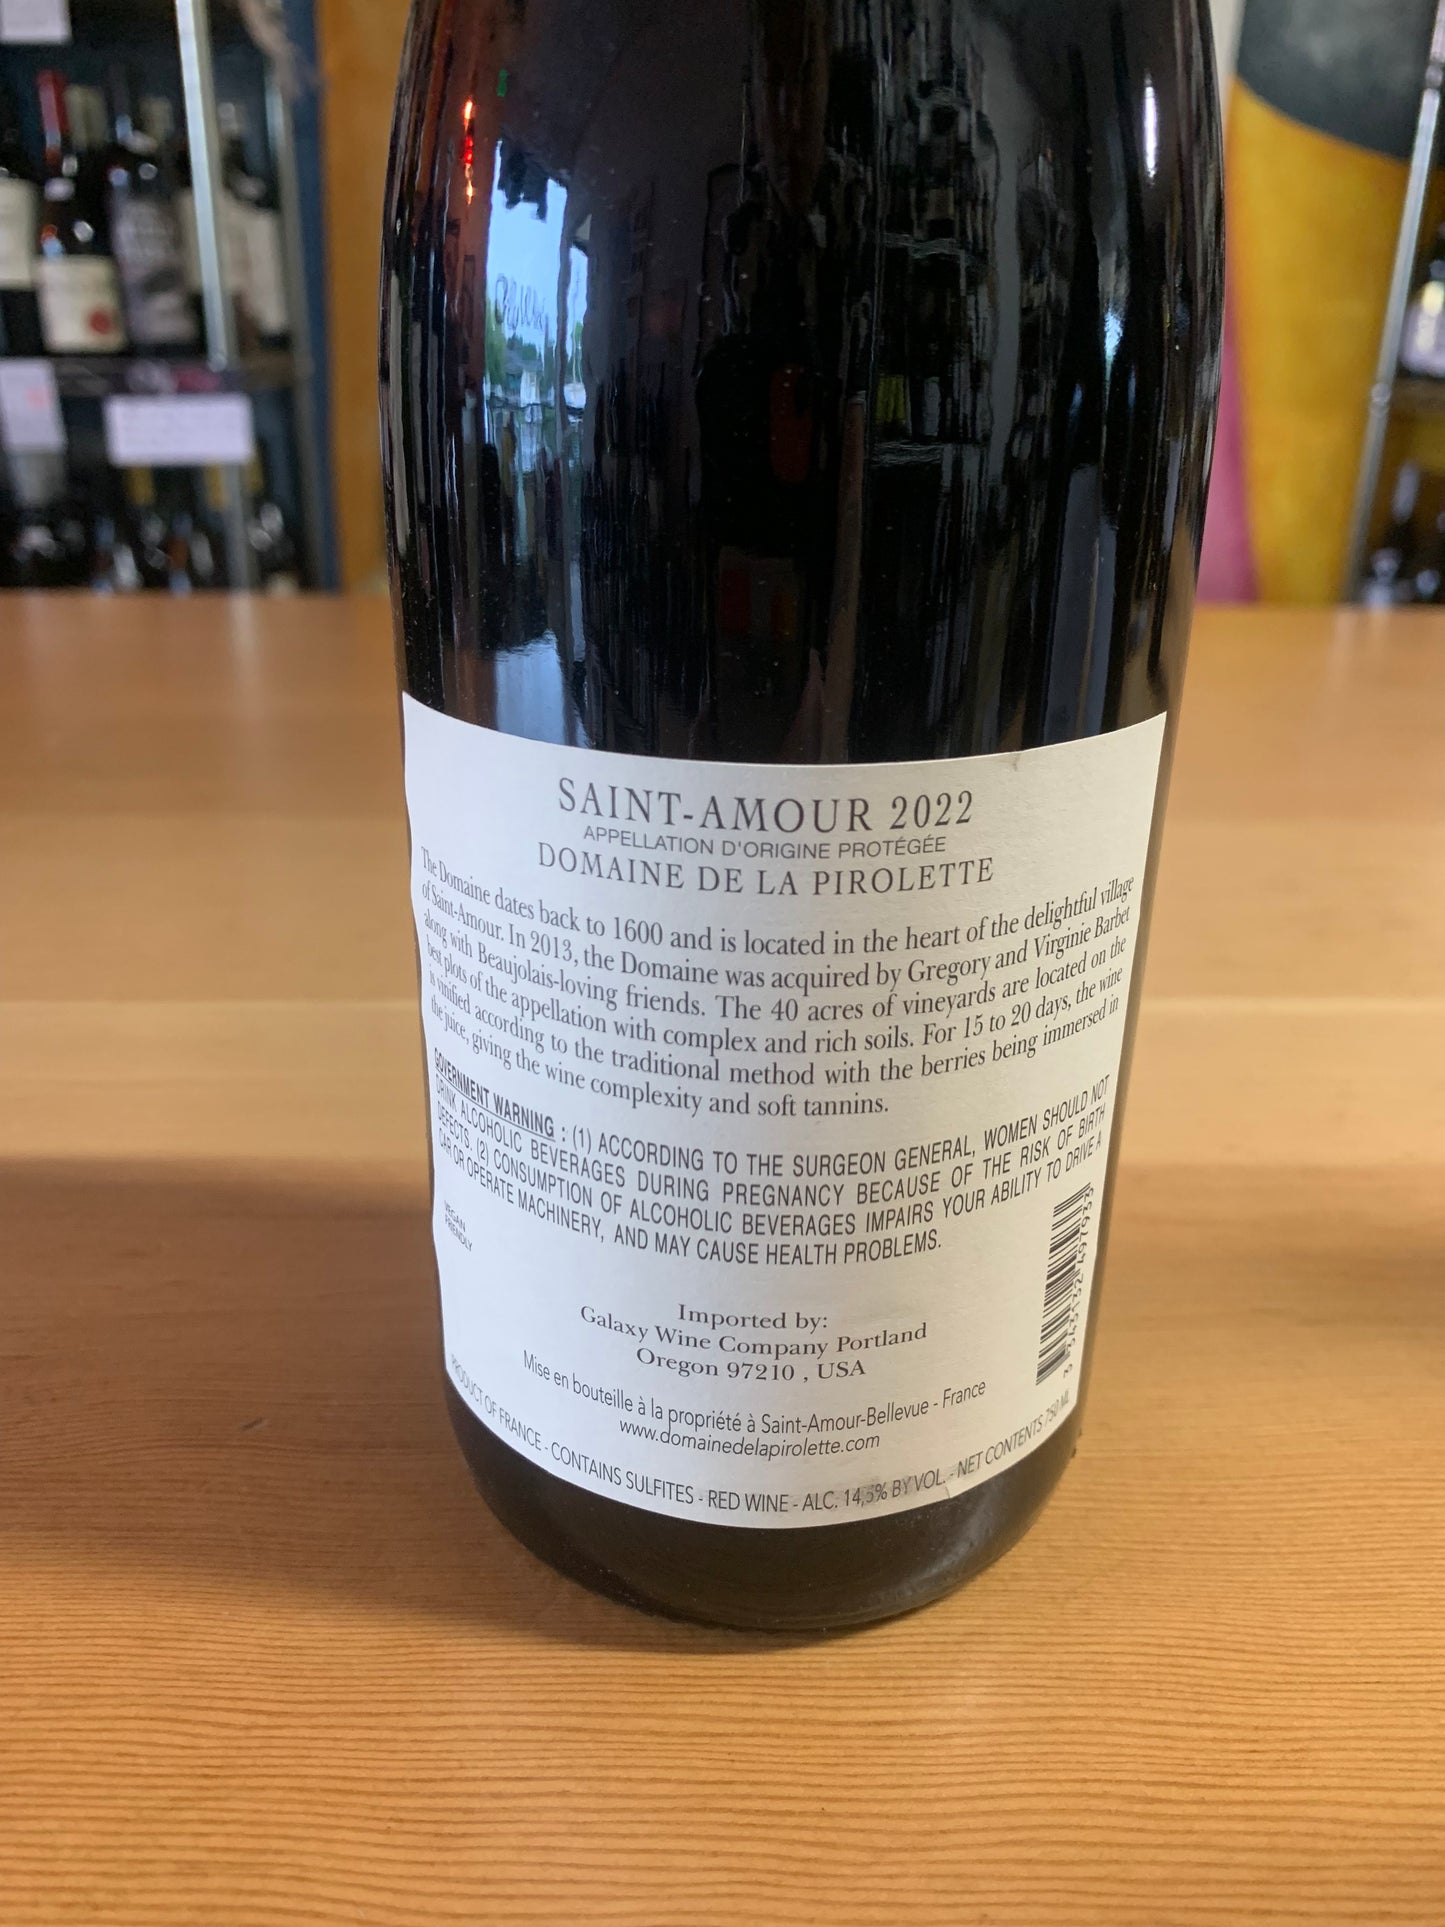 SAINT-AMOUR 2022
APPELLATION D'ORIGINE PROTÉGÉE
DOMAINE DE LA PIROLETTE
The Domaine dates back to 1600 and is located in the heart of the delightful village
of Saint-Amour. In 2013, the Domaine was acquired by Gregory and Virginie Barbet
along with Beaujolais-loving friends. The 40 acres of vineyards are located on the
best plots of the appellation with complex and rich soils. For 15 to 20 days, the wine
is vinified according to the traditional method with the berries being immersed in
the juice, giving the wine complexity and soft tannins.
GOVERNMENT WARNING : (1) ACCORDING TO THE SURGEON GENERAL, WOMEN SHOULD NOT
DRINK ALCOHOLIC BEVERAGES DURING PREGNANCY BECAUSE OF THE RISK OF BIRTH
DEFECTS. (2) CONSUMPTION OF ALCOHOLIC BEVERAGES IMPAIRS YOUR ABILITY TO DRIVE A
CAR OR OPERATE MACHINERY, AND MAY CAUSE HEALTH PROBLEMS.
VEGAN
FRIENDLY
Imported by:
Galaxy Wine Company Portland
Oregon 97210 , USA
Mise en bouteille à la propriété à Saint-Amour-Bellevue - France
www.domainedelapirolette.com
PRODUCT OF FRANCE - CONTAINS SULFITES - RED WINE - ALC. 14,5% BY VOL. - NET CONTENTS 750 ML